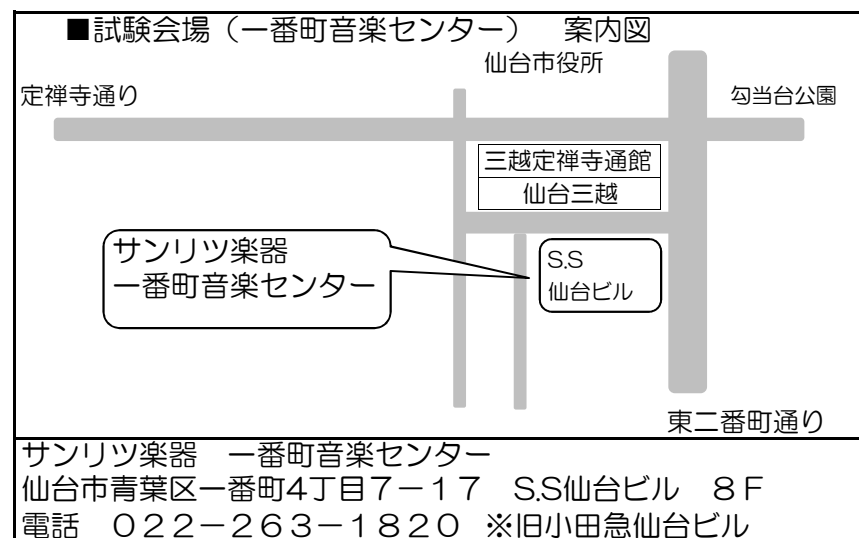 ■試験会場（一番町音楽センター）　案内図
仙台市役所
定禅寺通り
勾当台公園
三越定禅寺通館
仙台三越
サンリツ楽器
一番町音楽センター
S.S
仙台ビル
東二番町通り
サンリツ楽器　一番町音楽センター
仙台市青葉区一番町4丁目７－１７　S.S仙台ビル　８Ｆ
電話　０２２－２６３－１８２０　※旧小田急仙台ビル